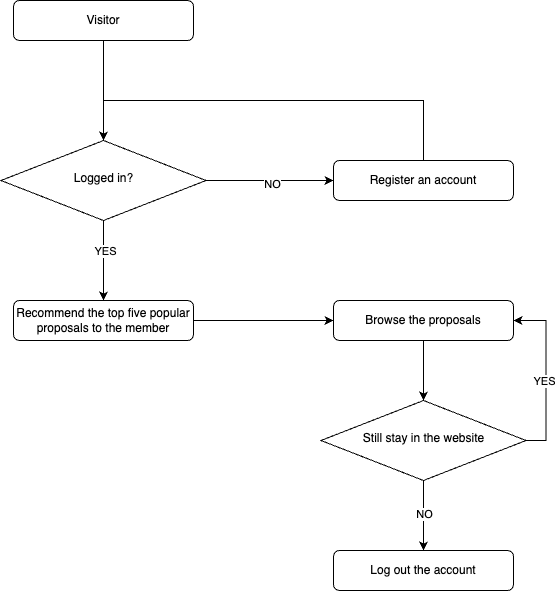 Visitor
Logged in?
NO
Register an account
YES
Recommend the top five popular
proposals to the member
Browse the proposals
YES
Still stay in the website
NO
Log out the account